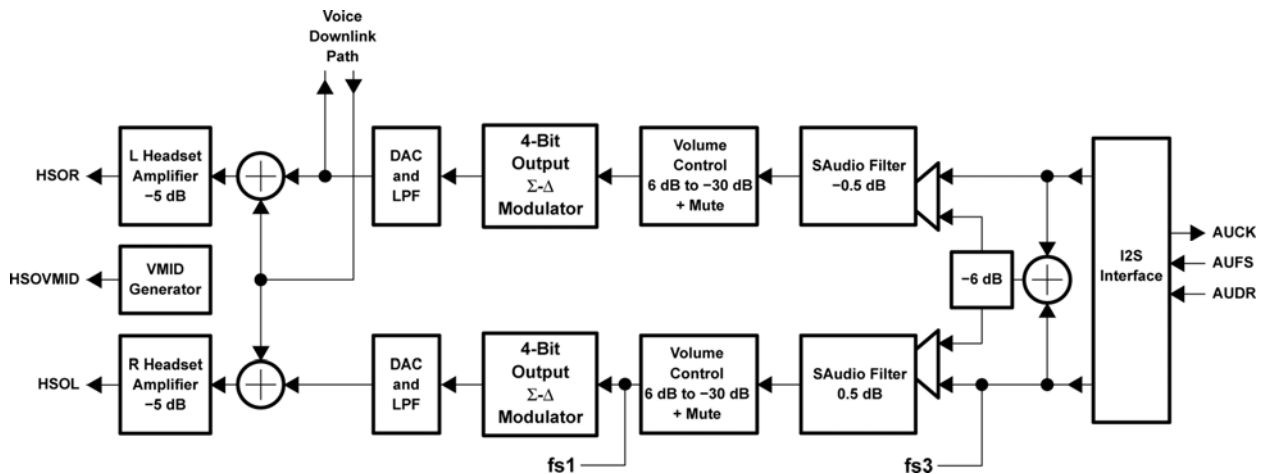 Voice
Downlink
Path
HSOR
L Headset
Amplifier
−5 dB
DAC
and
LPF
4-Bit
Output
Σ-Δ
Modulator
Volume
Control
6 dB to −30 dB
+ Mute
SAudio Filter
−0.5 dB
I2S
Interface
AUCK
AUFS
AUDR
HSOVMID
VMID
Generator
−6 dB
HSOL
R Headset
Amplifier
−5 dB
DAC
and
LPF
4-Bit
Output
Σ-Δ
Modulator
Volume
Control
6 dB to −30 dB
+ Mute
SAudio Filter
0.5 dB
fs1
fs3